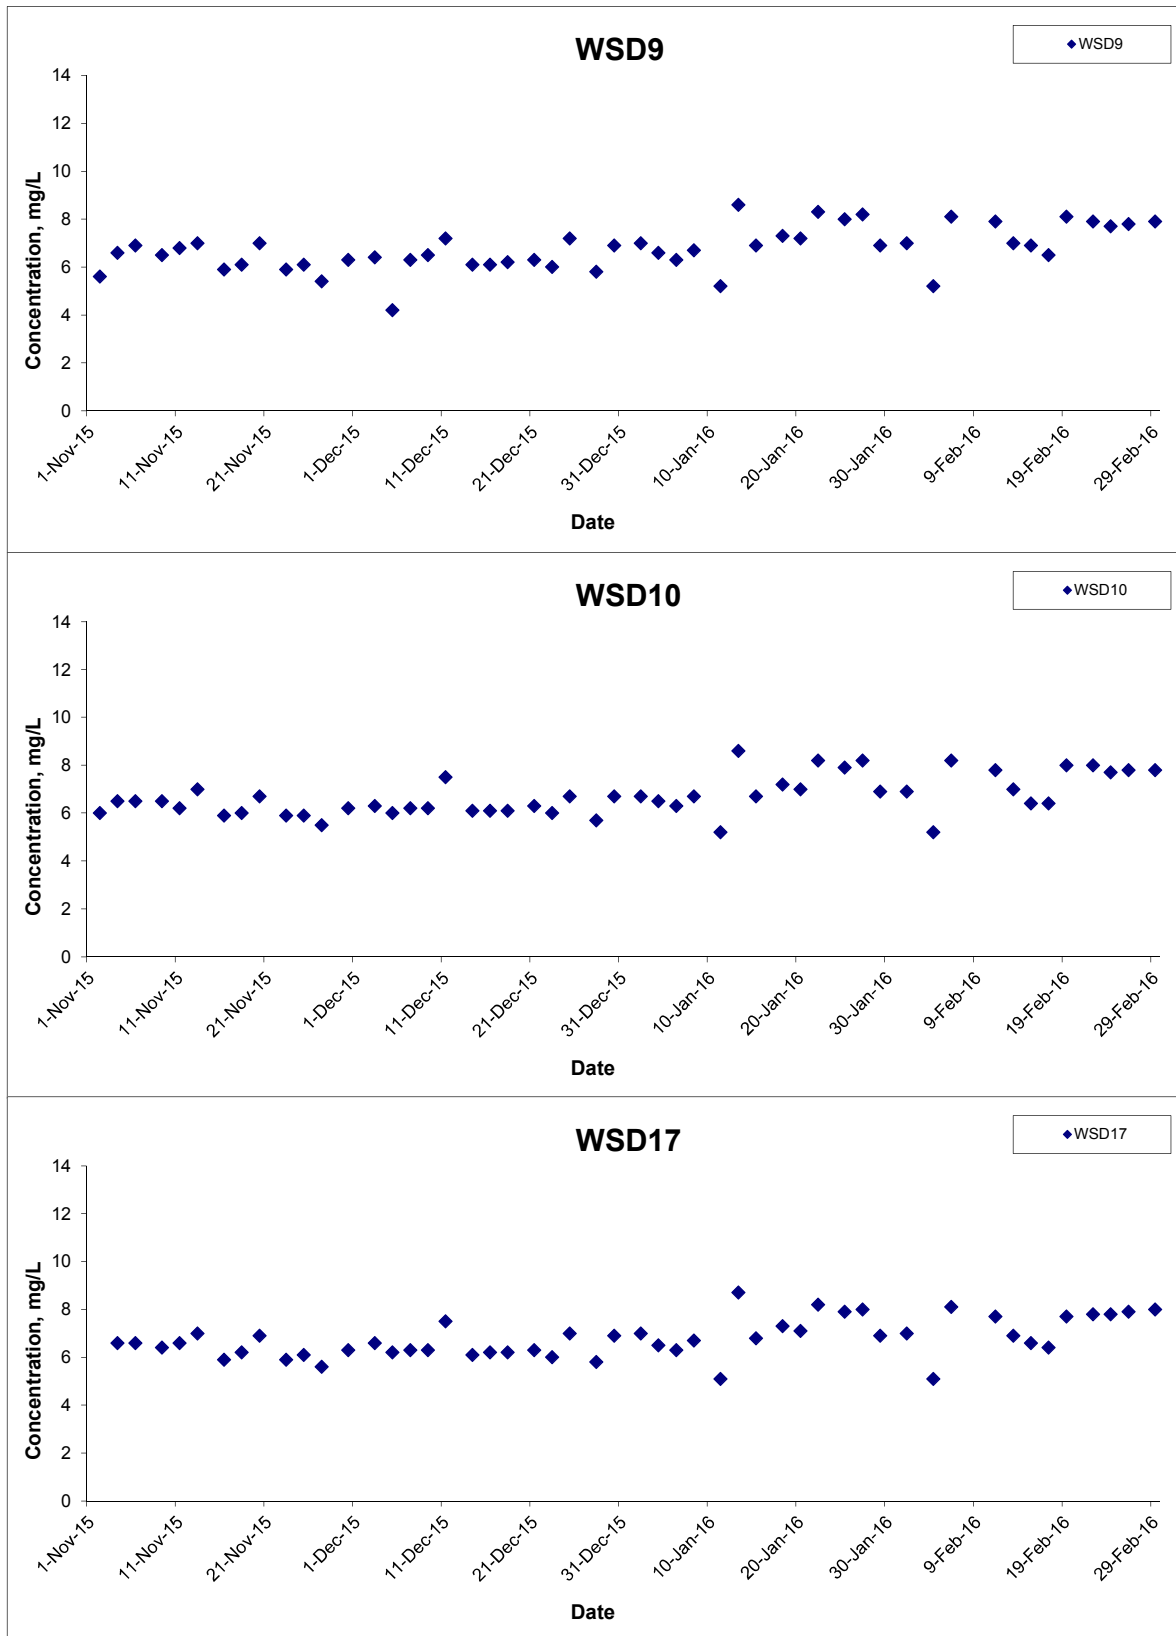 WSD9
WSD9
14
12
10
8
6
4
2
0
Concentration, mg/L
1-Nov-15
11-Nov-15
21-Nov-15
1-Dec-15
11-Dec-15
21-Dec-15
31-Dec-15
10-Jan-16
20-Jan-16
30-Jan-16
9-Feb-16
19-Feb-16
29-Feb-16
Date
WSD10
WSD10
14
12
10
8
6
4
2
0
Concentration, mg/L
1-Nov-15
11-Nov-15
21-Nov-15
1-Dec-15
11-Dec-15
21-Dec-15
31-Dec-15
10-Jan-16
20-Jan-16
30-Jan-16
9-Feb-16
19-Feb-16
29-Feb-16
Date
WSD17
WSD17
14
12
10
8
6
4
2
0
Concentration, mg/L
1-Nov-15
11-Nov-15
21-Nov-15
1-Dec-15
11-Dec-15
21-Dec-15
31-Dec-15
10-Jan-16
20-Jan-16
30-Jan-16
9-Feb-16
19-Feb-16
29-Feb-16
Date